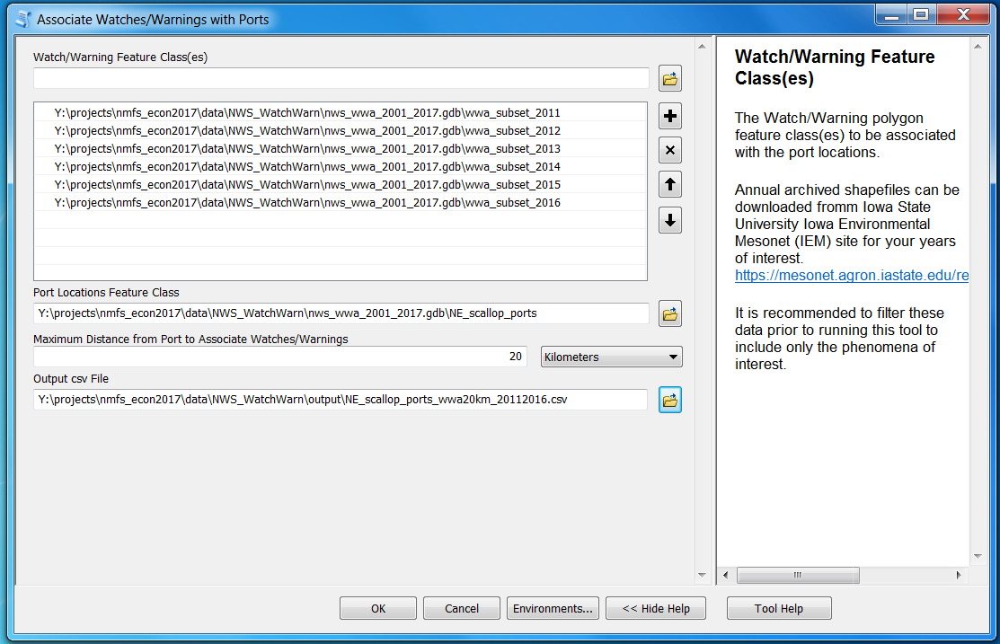 Associate Watches/Warnings with Ports
Watch/Warning Feature Class(es)
Y:\projects\nmfs_econ2017\data\NWS_WatchWarn\nws_wwa_2001_2017.gdb\wwa_subset_2011
Y:\projects\nmfs_econ2017\data\NWS_WatchWarn\nws_wwa_2001_2017.gdb\wwa_subset_2012
Y:\projects\nmfs_econ2017\data\NWS_WatchWarn\nws_wwa_2001_2017.gdb\wwa_subset_2013
Y:\projects\nmfs_econ2017\data\NWS_WatchWarn\nws_wwa_2001_2017.gdb\wwa_subset_2014
Y:\projects\nmfs_econ2017\data\NWS_WatchWarn\nws_wwa_2001_2017.gdb\wwa_subset_2015
Y:\projects\nmfs_econ2017\data\NWS_WatchWarn\nws_wwa_2001_2017.gdb\wwa_subset_2016
Port Locations Feature Class
Y:\projects\nmfs_econ2017\data\NWS_WatchWarn\nws_wwa_2001_2017.gdb\NE_scallop_ports
Maximum Distance from Port to Associate Watches/Warnings
20 Kilometers
Output csv File
Y:\projects\nmfs_econ2017\data\NWS_WatchWarn\output\NE_scallop_ports_wwa20km_20112016.csv
Watch/Warning Feature
Class(es)
The Watch/Warning polygon
feature class(es) to be associated
with the port locations.
Annual archived shapefiles can be
downloaded fromm Iowa State
University Iowa Environmental
Mesonet (IEM) site for your years
of interest.
https://mesonet.agron.iastate.edu/re
It is recommended to filter these
data prior to running this tool to
include only the phenomena of
interest.
OK Cancel Environments... << Hide Help Tool Help